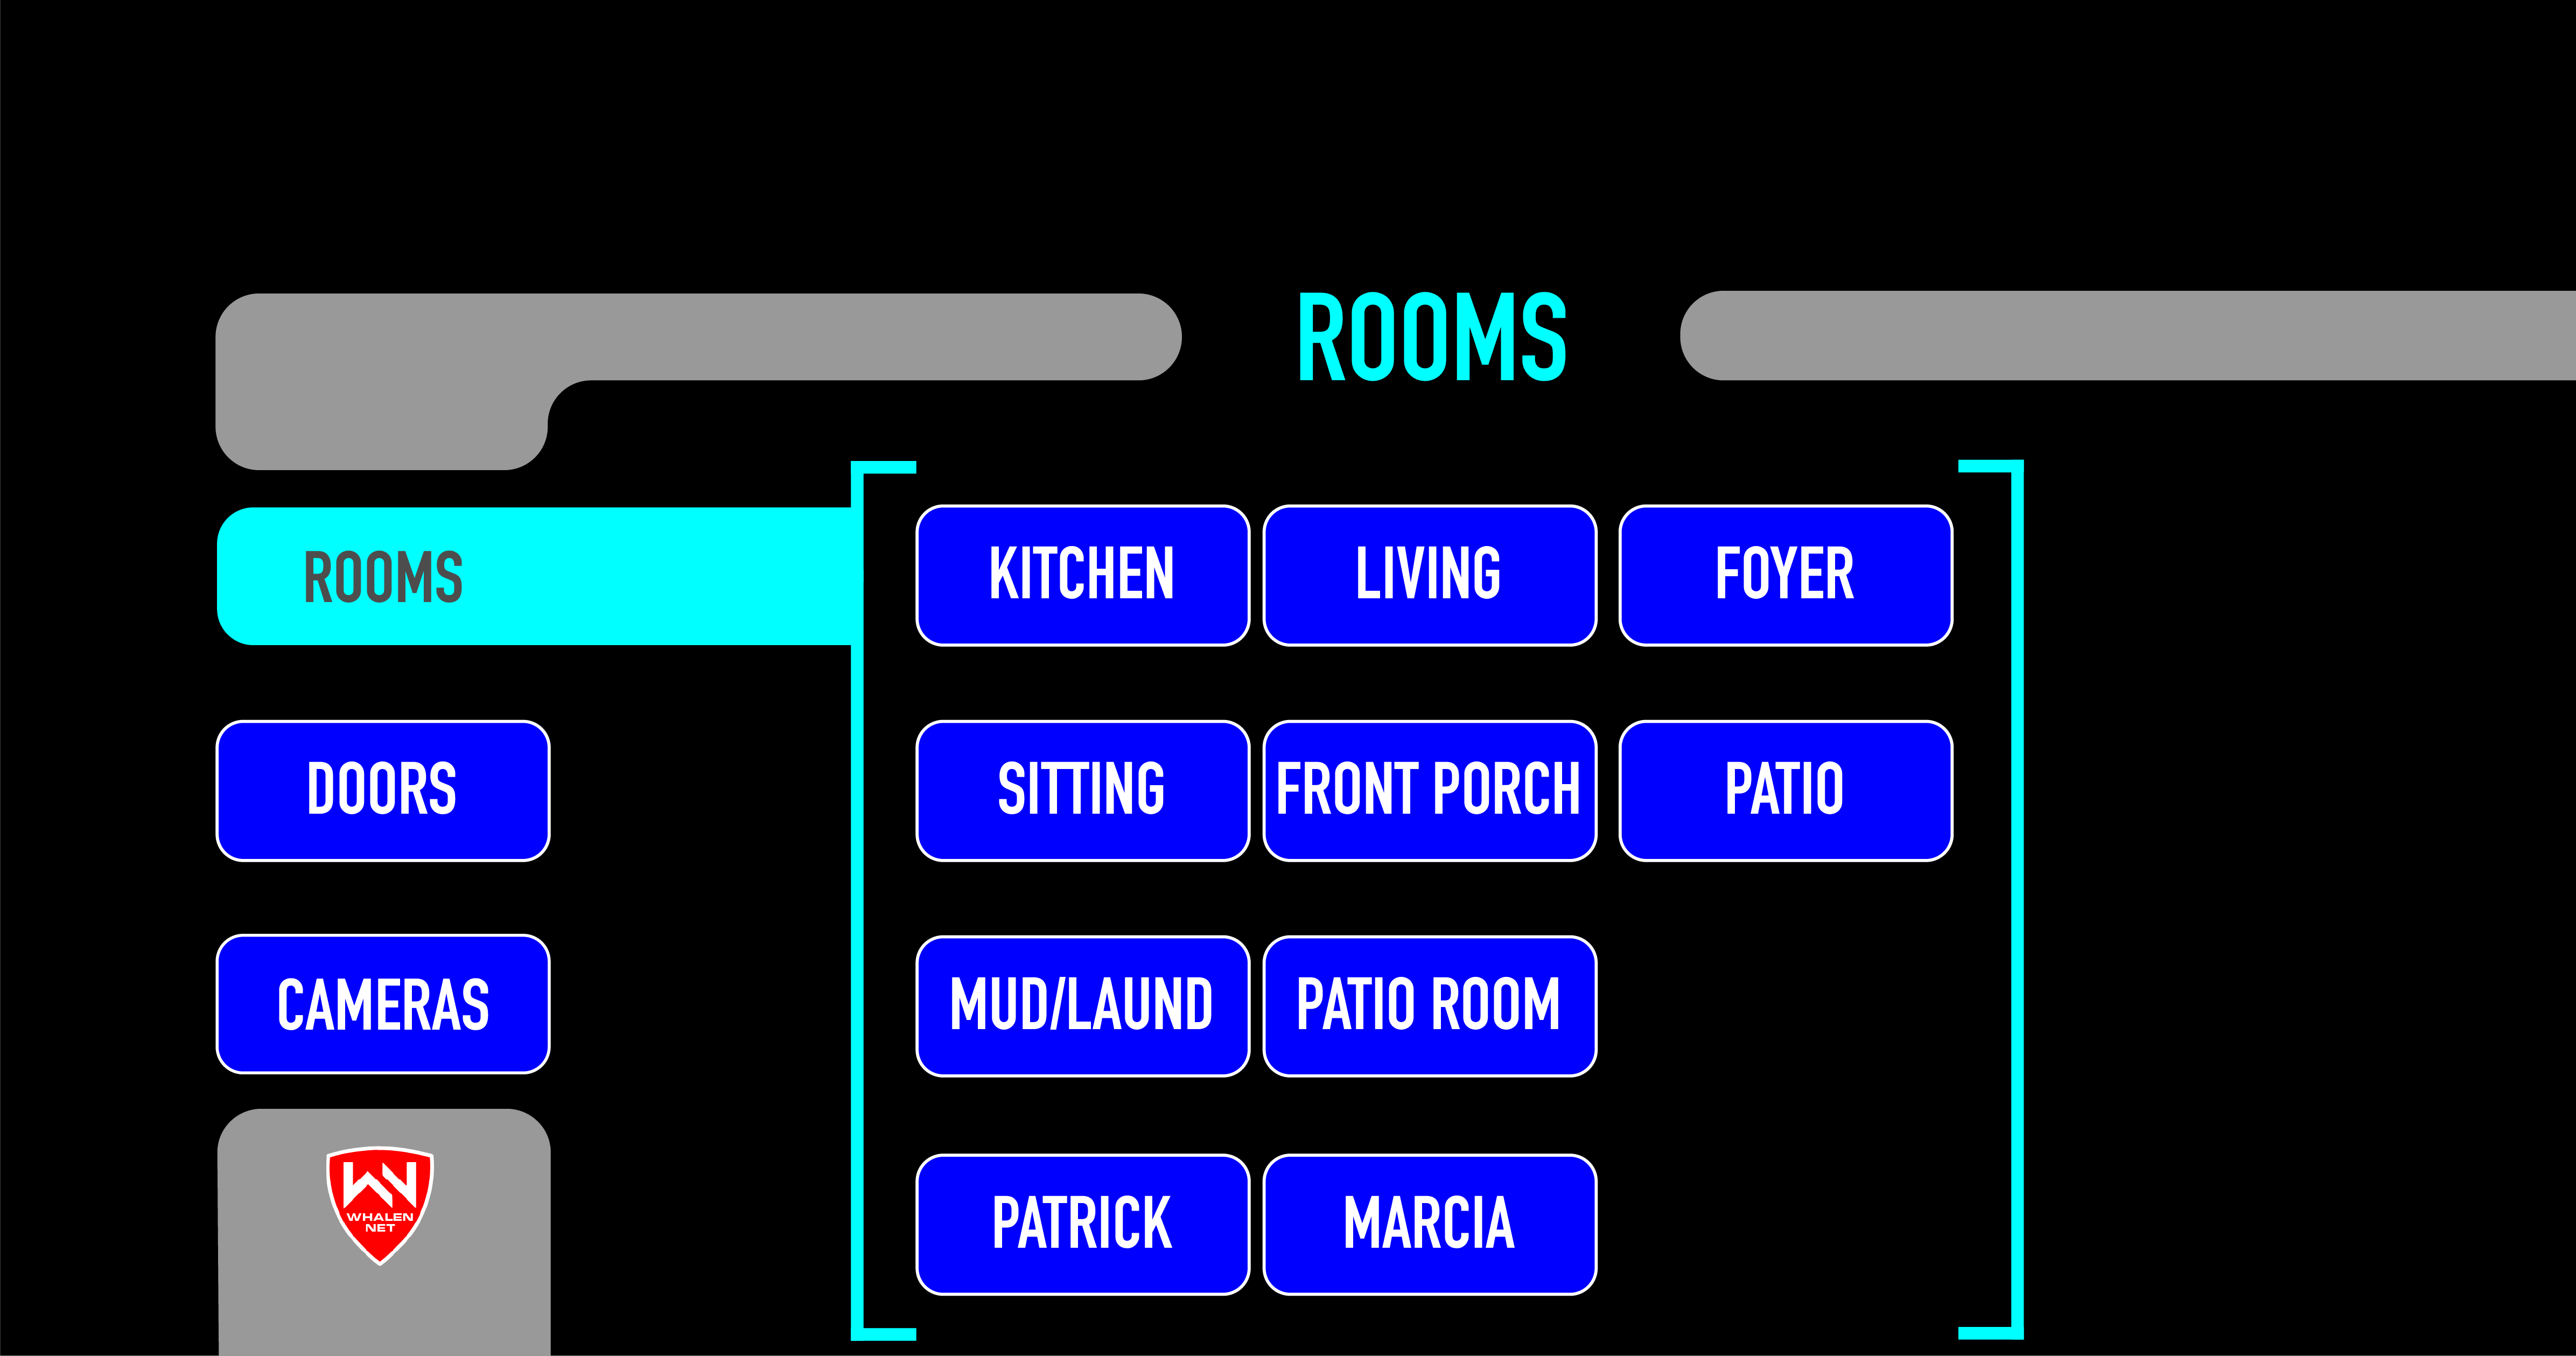 ROOMS
ROOMS
KITCHEN
LIVING
FOYER
DOORS
SITTING
FRONT PORCH
PATIO
CAMERAS
MUD/LAUND
PATIO ROOM
WN
WHALEN
NET
PATRICK
MARCIA